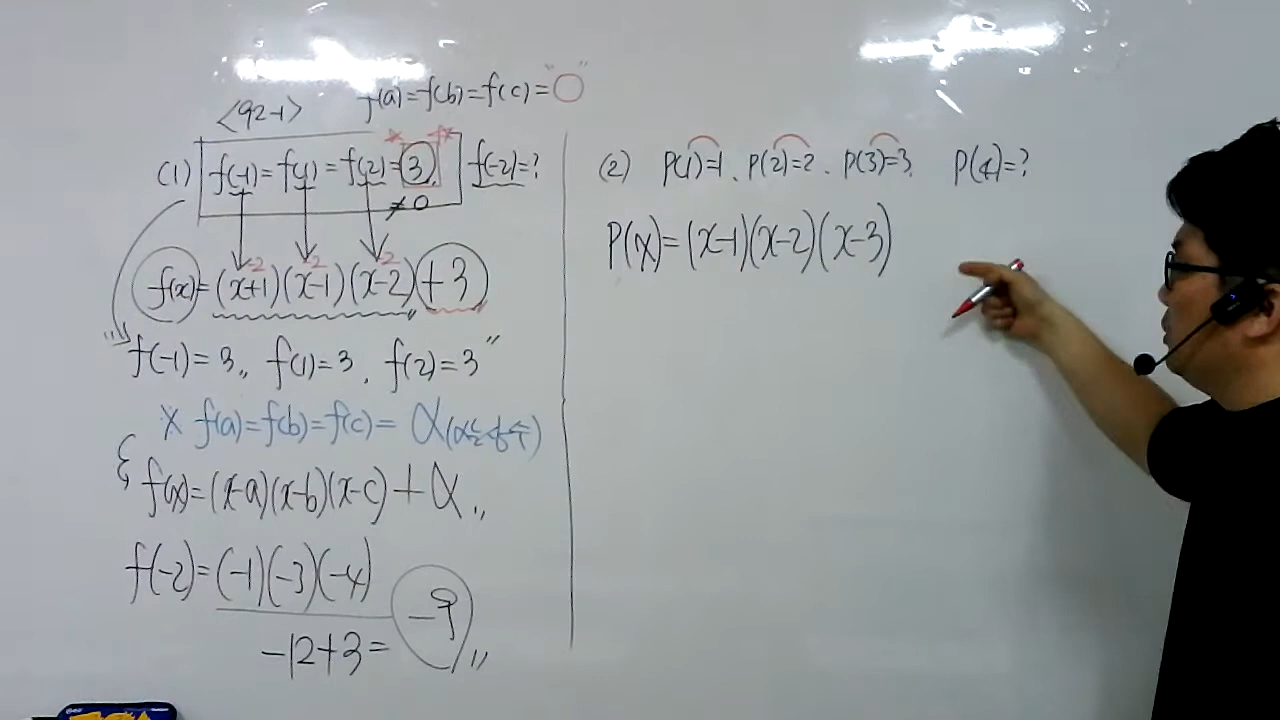 <92-1> f(a)=f(b)=f(c)="0"
(1) f(-1)=f(1)=f(2)=3, f(-2)=?
≠0
f(x)=(x+1)(x-1)(x-2)+3
"f(-1)=3,, f(1)=3, f(2)=3"
※ f(a)=f(b)=f(c)= α(α는상수)
f(x)=(x-a)(x-b)(x-c)+α,,
f(-2)=(-1)(-3)(-4)
-12+3=-9,,
(2) P(1)=1, P(2)=2, P(3)=3, P(4)=?
P(x)=(x-1)(x-2)(x-3)